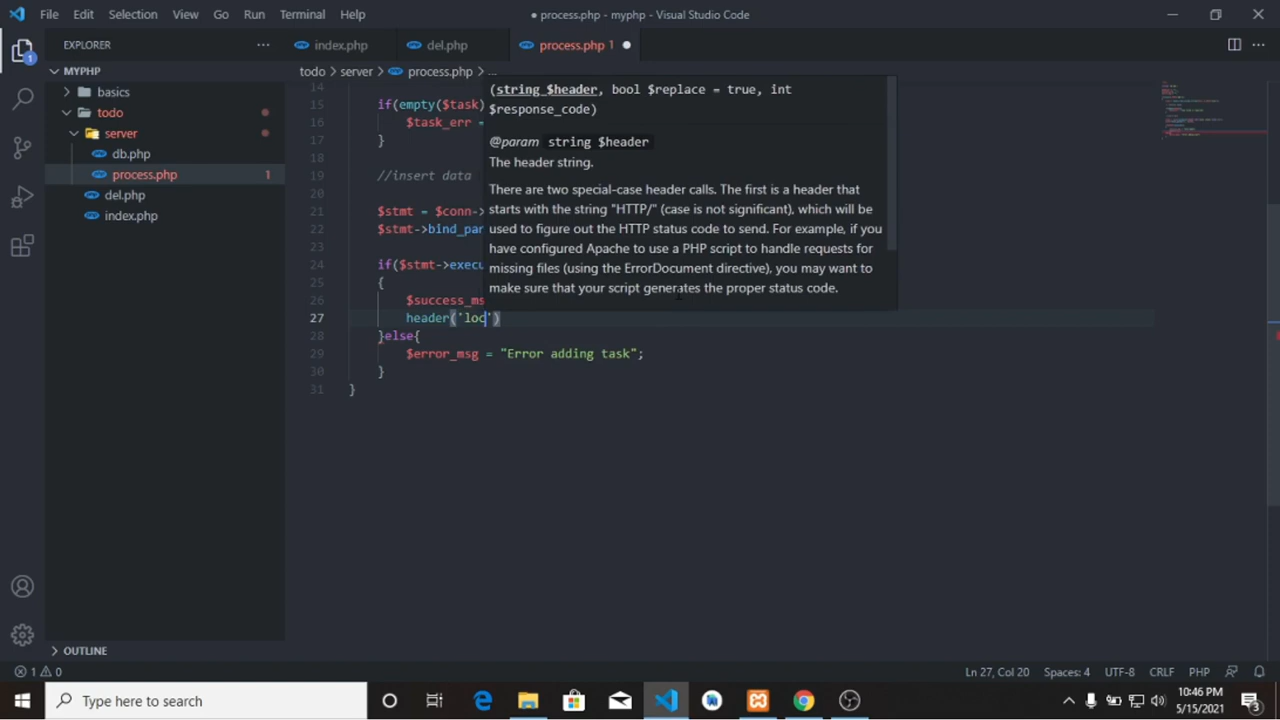 File Edit Selection View Go Run Terminal Help
● process.php - myphp - Visual Studio Code
EXPLORER
index.php del.php process.php 1
MYPHP
todo > server > process.php > ...
basics
todo
server
db.php
process.php 1
del.php
index.php
OUTLINE
14
15 if(empty($task)
16 $task_err =
17 }
18
19 //insert data
20
21 $stmt = $conn->
22 $stmt->bind_par
23
24 if($stmt->execu
25 {
26 $success_ms
27 header('loc')
28 }else{
29 $error_msg = "Error adding task";
30 }
31 }
(string $header, bool $replace = true, int
$response_code)
@param string $header
The header string.
There are two special-case header calls. The first is a header that
starts with the string "HTTP/" (case is not significant), which will be
used to figure out the HTTP status code to send. For example, if you
have configured Apache to use a PHP script to handle requests for
missing files (using the ErrorDocument directive), you may want to
make sure that your script generates the proper status code.
1 0
Ln 27, Col 20 Spaces: 4 UTF-8 CRLF PHP
Type here to search
10:46 PM
5/15/2021
3